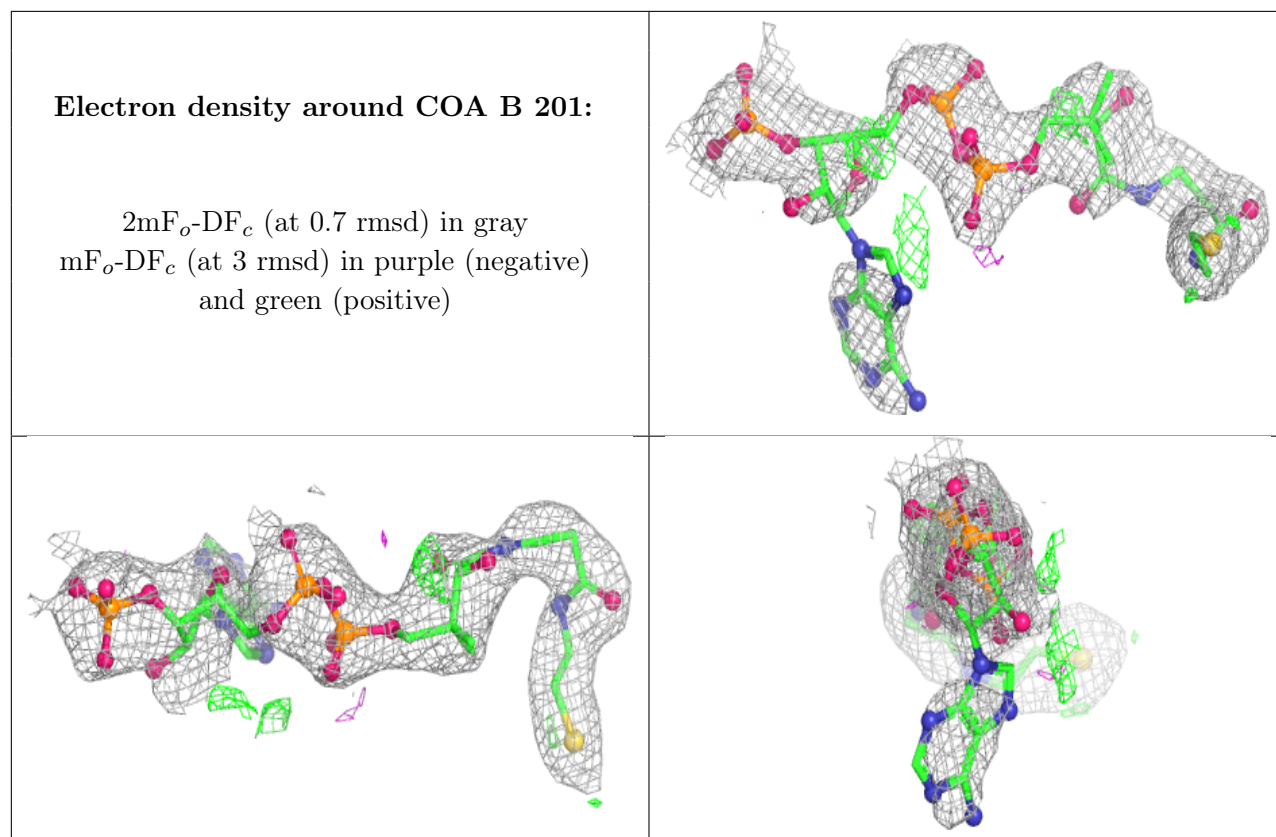 Electron density around COA B 201:
2mFo-DFc (at 0.7 rmsd) in gray
mFo-DFc (at 3 rmsd) in purple (negative)
and green (positive)